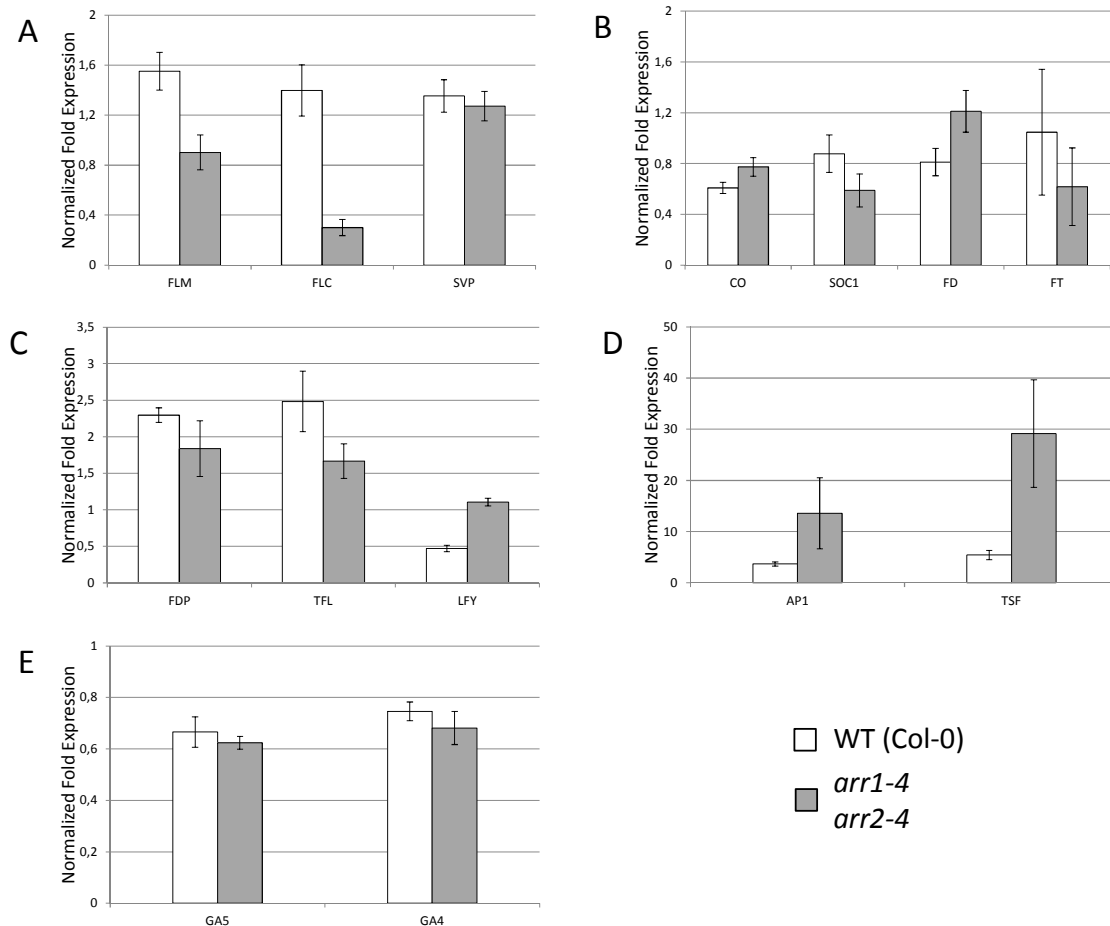 A
Normalized Fold Expression
2
1,6
1,2
0,8
0,4
0
FLM FLC SVP
B
Normalized Fold Expression
2
1,6
1,2
0,8
0,4
0
CO SOC1 FD FT
C
Normalized Fold Expression
3,5
3
2,5
2
1,5
1
0,5
0
FDP TFL LFY
D
Normalized Fold Expression
50
40
30
20
10
0
AP1 TSF
E
Normalized Fold Expression
1
0,8
0,6
0,4
0,2
0
GA5 GA4
WT (Col-0)
arr1-4
arr2-4